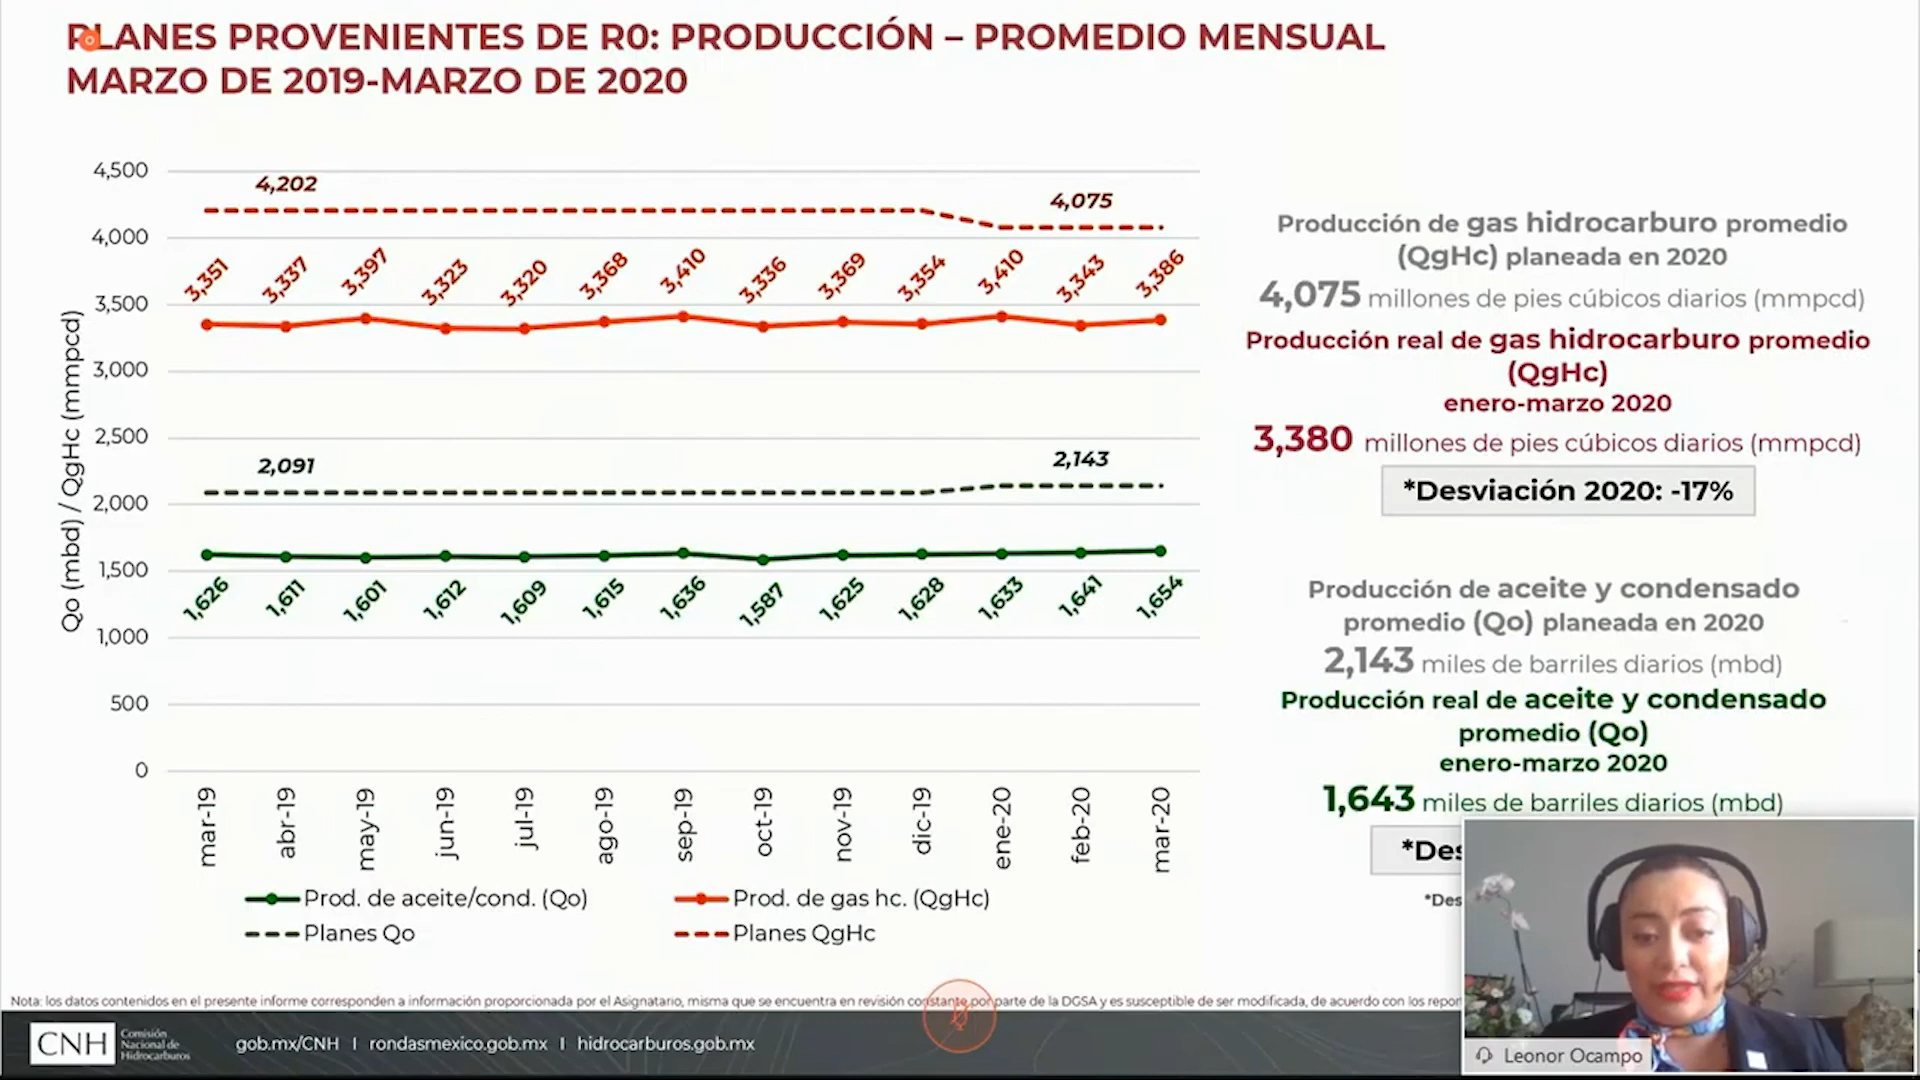 PLANES PROVENIENTES DE R0: PRODUCCIÓN – PROMEDIO MENSUAL
MARZO DE 2019-MARZO DE 2020
Qo (mbd) / QgHc (mmpcd)
4,500
4,000
3,500
3,000
2,500
2,000
1,500
1,000
500
0
4,202
4,075
3,351
3,337
3,397
3,323
3,320
3,368
3,410
3,336
3,369
3,354
3,410
3,343
3,386
2,091
2,143
1,626
1,611
1,601
1,612
1,609
1,615
1,636
1,587
1,625
1,628
1,633
1,641
1,654
mar-19
abr-19
may-19
jun-19
jul-19
ago-19
sep-19
oct-19
nov-19
dic-19
ene-20
feb-20
mar-20
Prod. de aceite/cond. (Qo)
Prod. de gas hc. (QgHc)
Planes Qo
Planes QgHc
Producción de gas hidrocarburo promedio
(QgHc) planeada en 2020
4,075 millones de pies cúbicos diarios (mmpcd)
Producción real de gas hidrocarburo promedio
(QgHc)
enero-marzo 2020
3,380 millones de pies cúbicos diarios (mmpcd)
*Desviación 2020: -17%
Producción de aceite y condensado
promedio (Qo) planeada en 2020
2,143 miles de barriles diarios (mbd)
Producción real de aceite y condensado
promedio (Qo)
enero-marzo 2020
1,643 miles de barriles diarios (mbd)
*Des
*Des
Nota: los datos contenidos en el presente informe corresponden a información proporcionada por el Asignatario, misma que se encuentra en revisión constante por parte de la DGSA y es susceptible de ser modificada, de acuerdo con los repor
CNH
Comisión
Nacional de
Hidrocarburos
gob.mx/CNH I rondasmexico.gob.mx I hidrocarburos.gob.mx
Leonor Ocampo